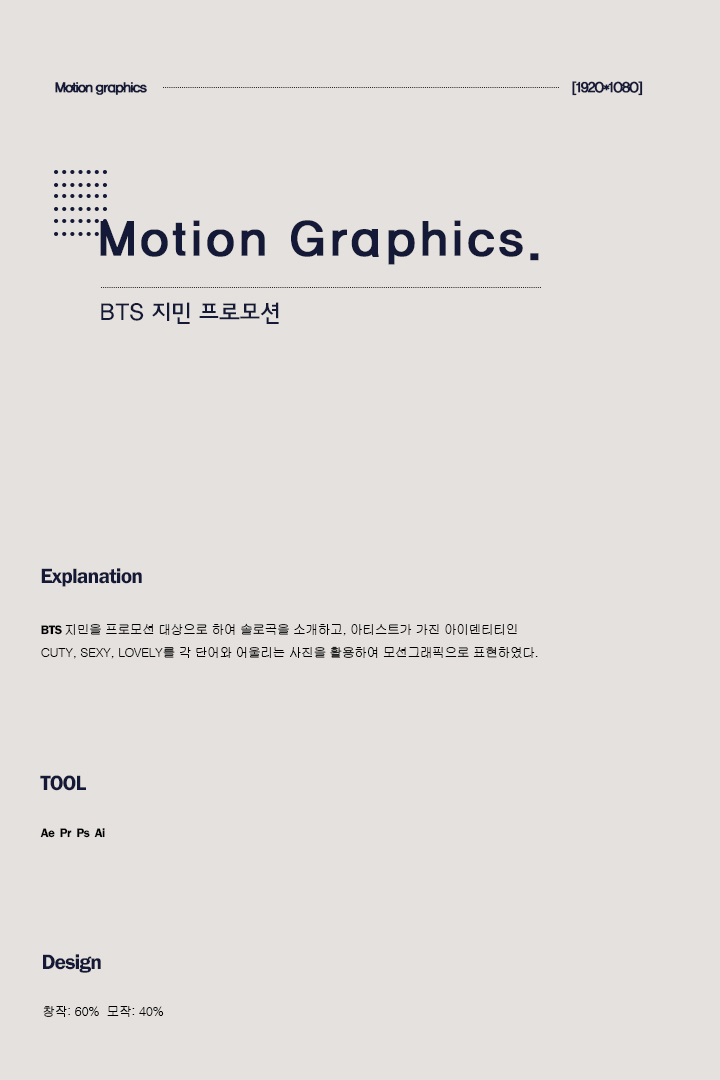 Motion graphics [1920*1080]
Motion Graphics.
BTS 지민 프로모션
Explanation
BTS 지민을 프로모션 대상으로 하여 솔로곡을 소개하고, 아티스트가 가진 아이덴티티인
CUTY, SEXY, LOVELY를 각 단어와 어울리는 사진을 활용하여 모션그래픽으로 표현하였다.
TOOL
Ae Pr Ps Ai
Design
창작: 60% 모작: 40%